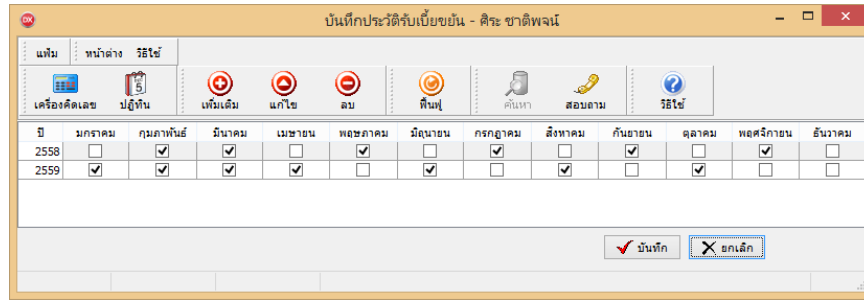 บันทึกประวัติรับเบี้ยขยัน - ศิระ ชาติพจน์
แฟ้ม หน้าต่าง วิธีใช้
เครื่องคิดเลข ปฏิทิน เพิ่มเติม แก้ไข ลบ ฟื้นฟู ค้นหา สอบถาม วิธีใช้
ปี มกราคม กุมภาพันธ์ มีนาคม เมษายน พฤษภาคม มิถุนายน กรกฎาคม สิงหาคม กันยายน ตุลาคม พฤศจิกายน ธันวาคม
2558
2559
บันทึก ยกเลิก